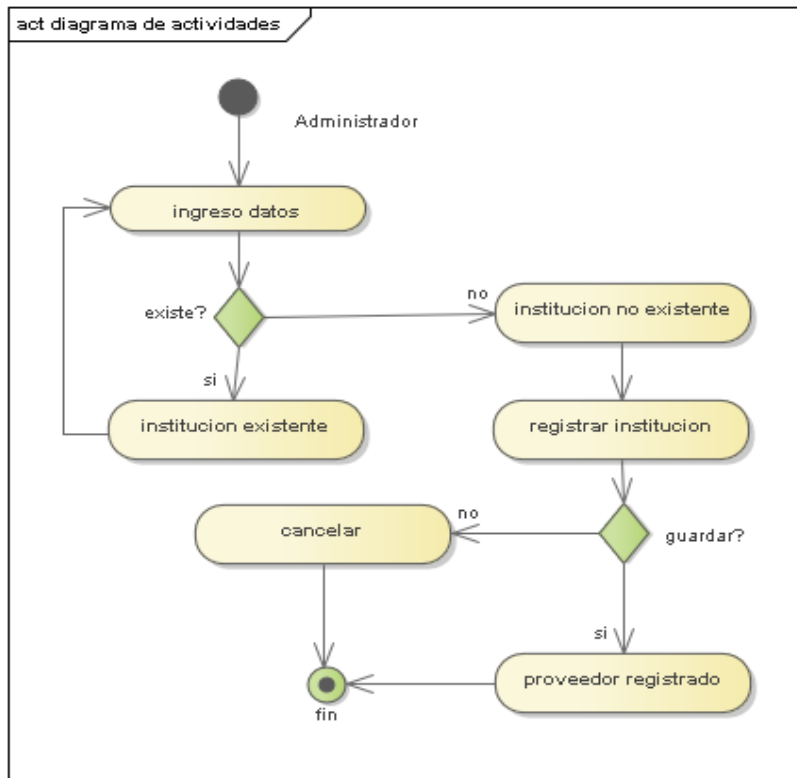 act diagrama de actividades
Administrador
ingreso datos
existe?
no
institucion no existente
si
institucion existente
registrar institucion
no
cancelar
guardar?
si
proveedor registrado
fin